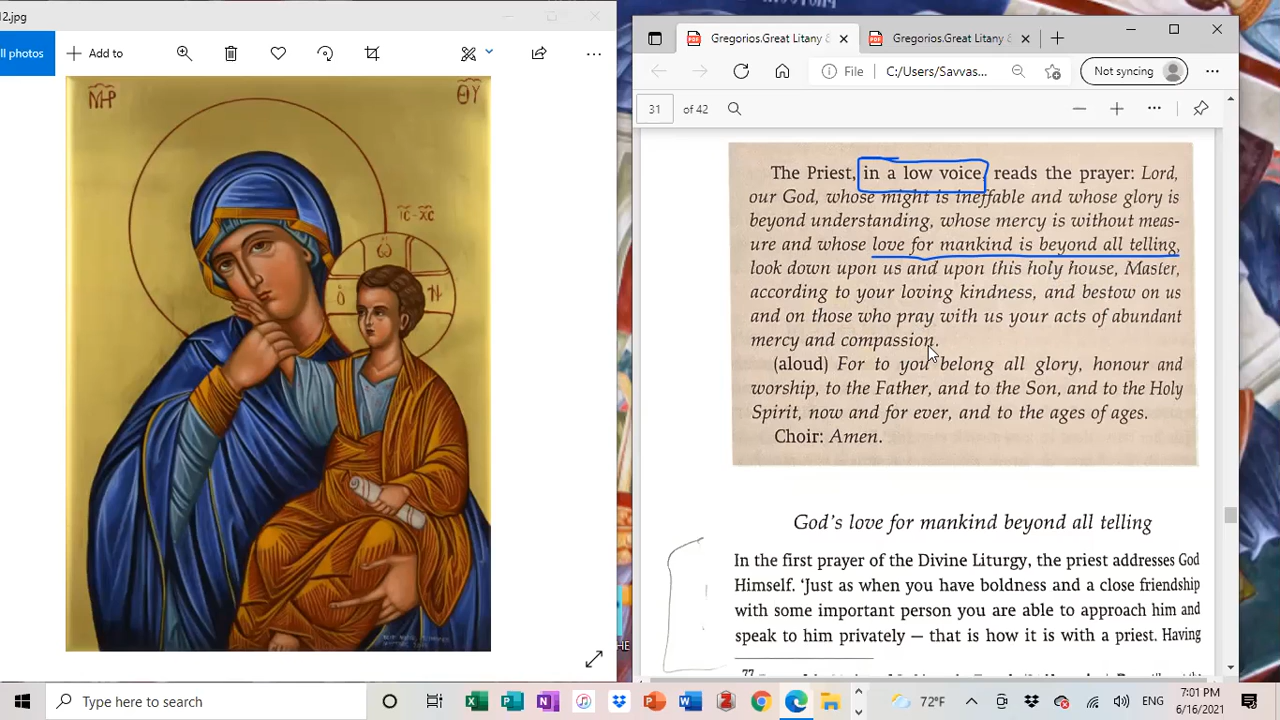 12.jpg
ll photos
Add to
ΜΗΡ
ΘΥ
ΙC-ΧC
ώ
ὁ
Ν
Gregorios.Great Litany &
Gregorios.Great Litany &
File
C:/Users/Savvas...
Not syncing
31
of 42
The Priest, in a low voice, reads the prayer: Lord,
our God, whose might is ineffable and whose glory is
beyond understanding, whose mercy is without meas-
ure and whose love for mankind is beyond all telling,
look down upon us and upon this holy house, Master,
according to your loving kindness, and bestow on us
and on those who pray with us your acts of abundant
mercy and compassion.
(aloud) For to you belong all glory, honour and
worship, to the Father, and to the Son, and to the Holy
Spirit, now and for ever, and to the ages of ages.
Choir: Amen.
God's love for mankind beyond all telling
In the first prayer of the Divine Liturgy, the priest addresses God
Himself. ‘Just as when you have boldness and a close friendship
with some important person you are able to approach him and
speak to him privately — that is how it is with a priest. Having
77
HE
Type here to search
72°F
ENG
7:01 PM
6/16/2021